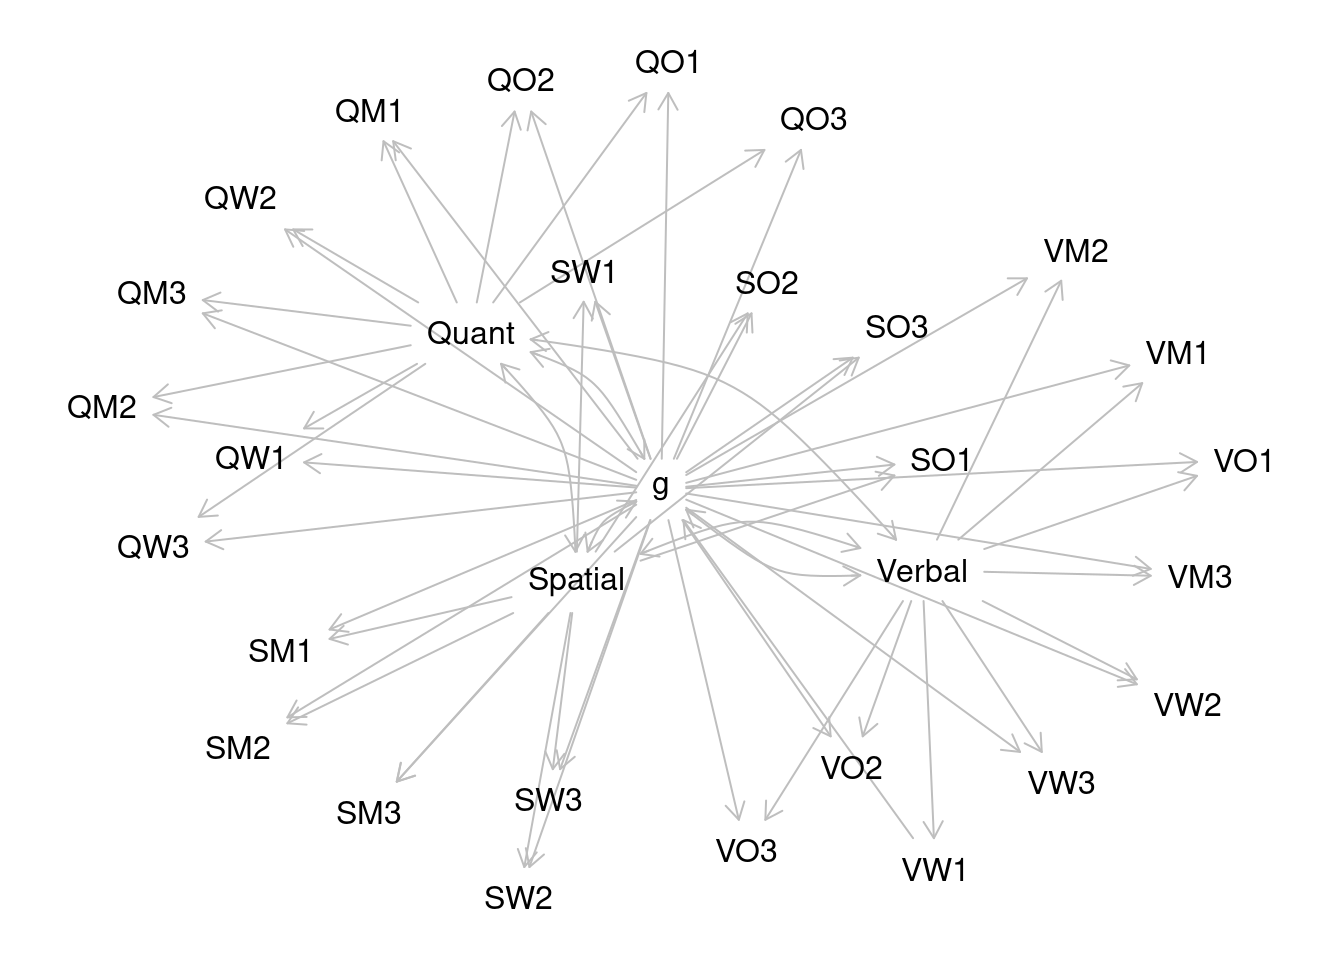 QO1
QO2
QM1
QO3
QW2
VM2
SW1
SO2
QM3
SO3
Quant
VM1
QM2
QW1
SO1
VO1
g
QW3
Verbal
VM3
Spatial
SM1
VW2
SM2
VO2
VW3
SW3
SM3
VO3
VW1
SW2